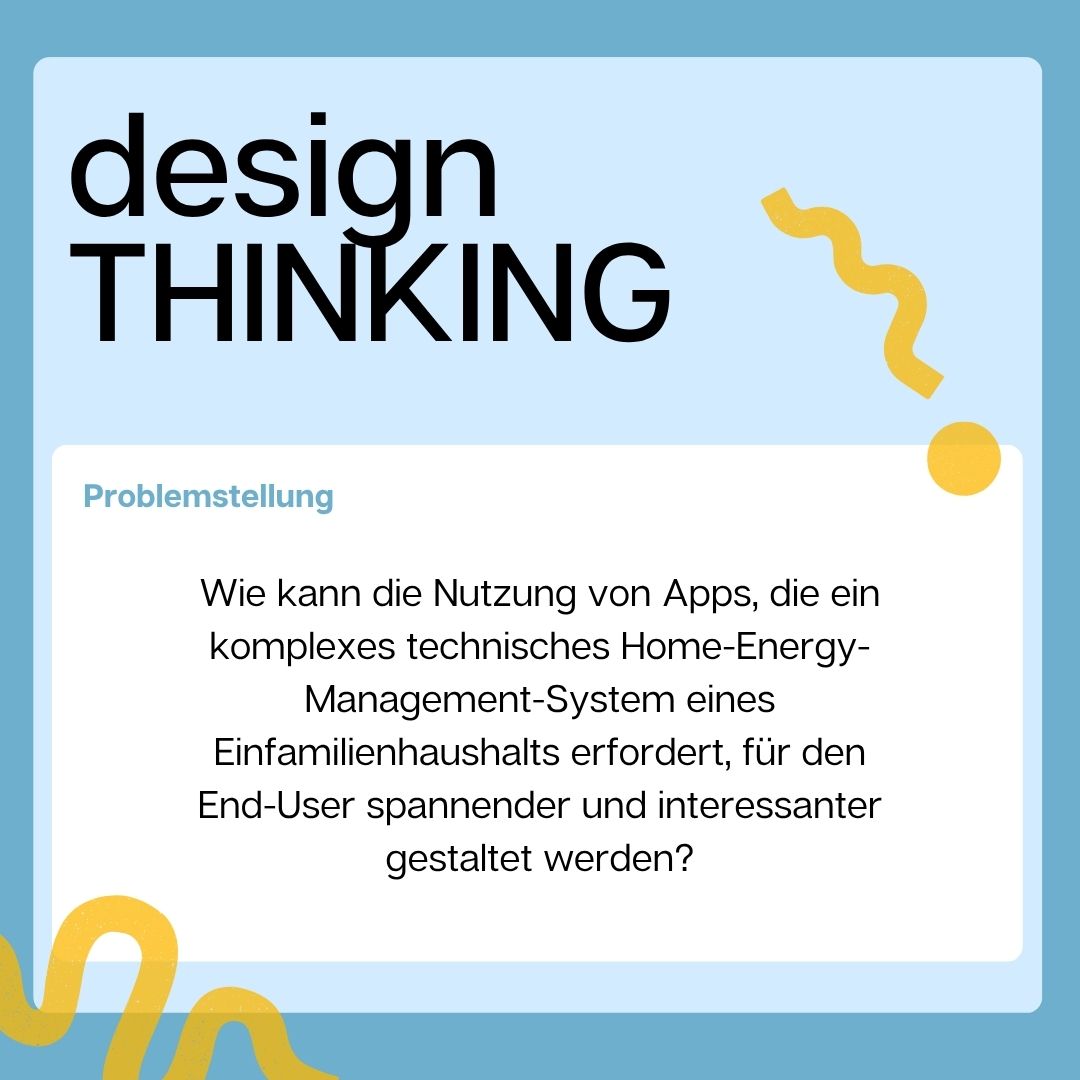 design
THINKING
Problemstellung
Wie kann die Nutzung von Apps, die ein
komplexes technisches Home-Energy-
Management-System eines
Einfamilienhaushalts erfordert, für den
End-User spannender und interessanter
gestaltet werden?